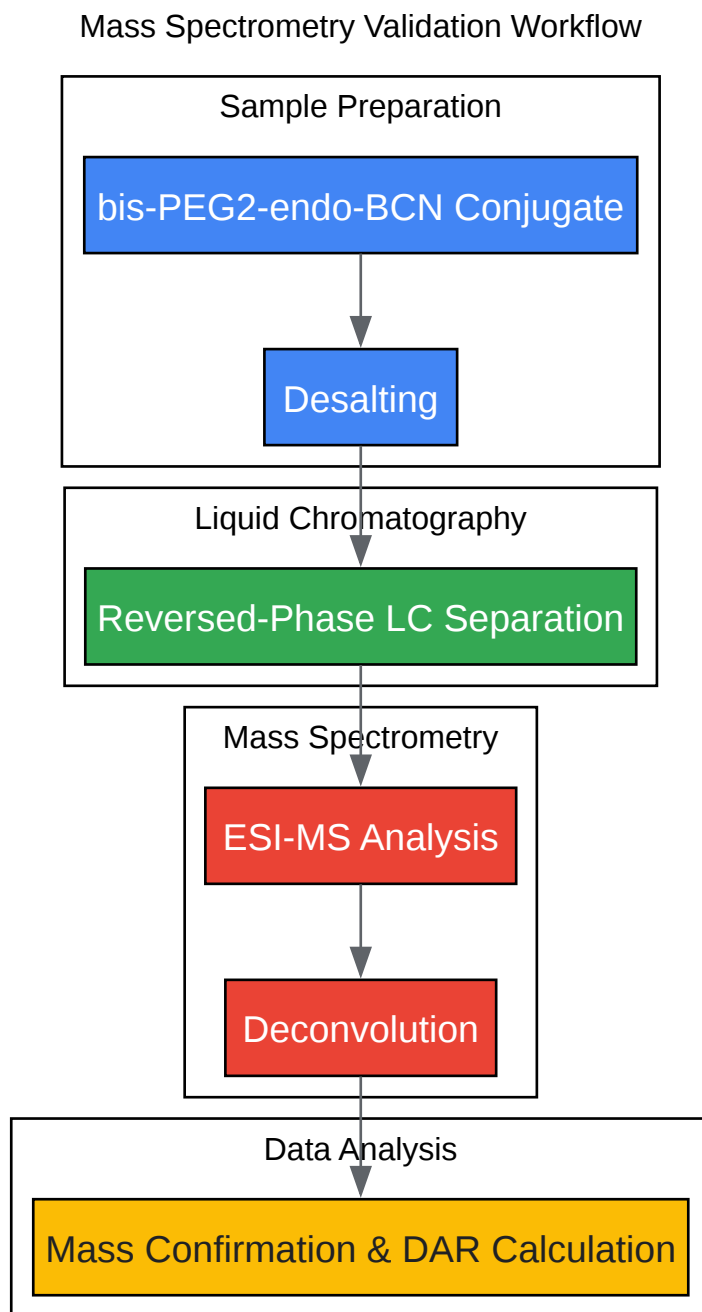 Mass Spectrometry Validation Workflow
Sample Preparation
bis-PEG2-endo-BCN Conjugate
Desalting
Liquid Chromatography
Reversed-Phase LC Separation
Mass Spectrometry
ESI-MS Analysis
Deconvolution
Data Analysis
Mass Confirmation & DAR Calculation